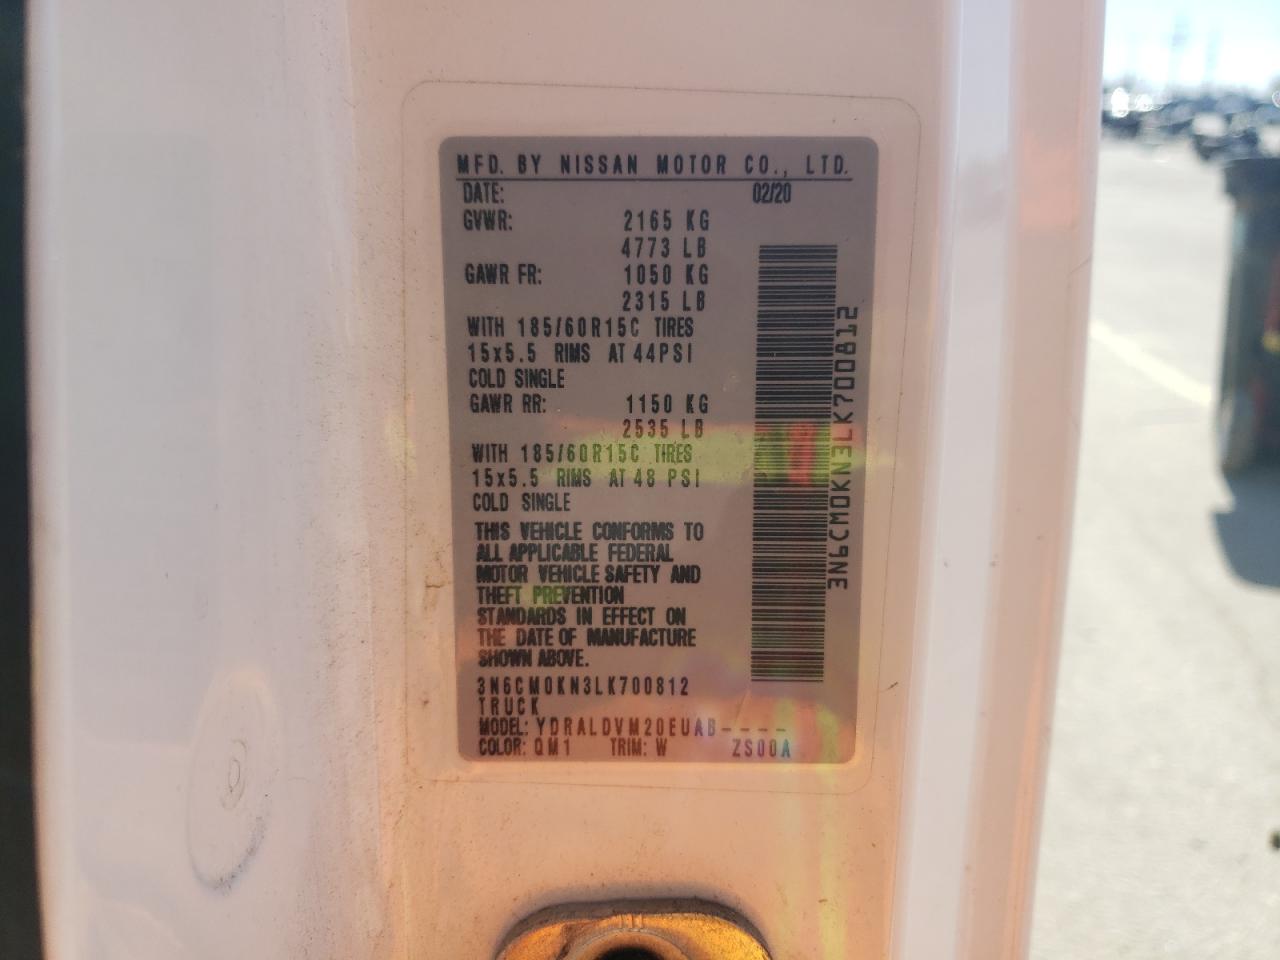 MFD. BY NISSAN MOTOR CO., LTD.
DATE: 02/20
GVWR: 2165 KG
4773 LB
GAWR FR: 1050 KG
2315 LB
WITH 185/60R15C TIRES
15x5.5 RIMS AT 44PSI
COLD SINGLE
GAWR RR: 1150 KG
2535 LB
WITH 185/60R15C TIRES
15x5.5 RIMS AT 48 PSI
COLD SINGLE
THIS VEHICLE CONFORMS TO
ALL APPLICABLE FEDERAL
MOTOR VEHICLE SAFETY AND
THEFT PREVENTION
STANDARDS IN EFFECT ON
THE DATE OF MANUFACTURE
SHOWN ABOVE.
3N6CM0KN3LK700812
TRUCK
MODEL: YDRALDVM20EUAB----
COLOR: QM1 TRIM: W ZS00A
3N6CM0KN3LK700812